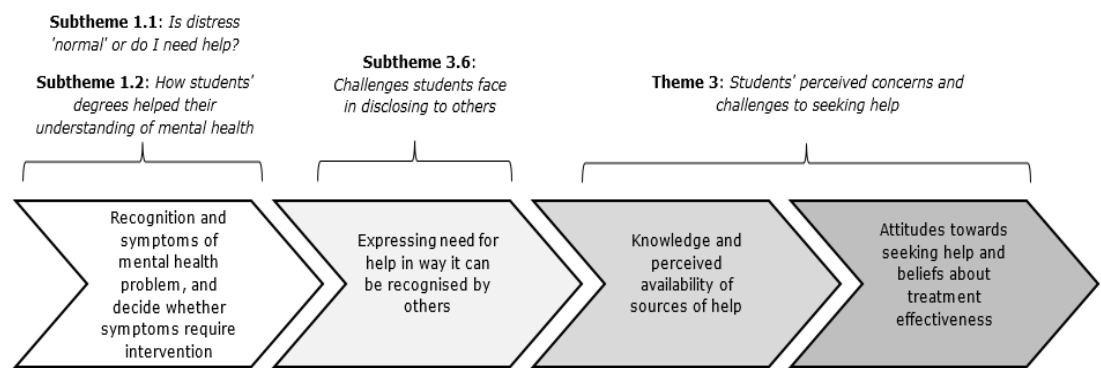 Subtheme 1.1: Is distress
'normal' or do I need help?
Subtheme 1.2: How students'
degrees helped their
understanding of mental health
Subtheme 3.6:
Challenges students face
in disclosing to others
Theme 3: Students' perceived concerns and
challenges to seeking help
Recognition and
symptoms of
mental health
problem, and
decide whether
symptoms require
intervention
Expressing need for
help in way it can
be recognised by
others
Knowledge and
perceived
availability of
sources of help
Attitudes towards
seeking help and
beliefs about
treatment
effectiveness